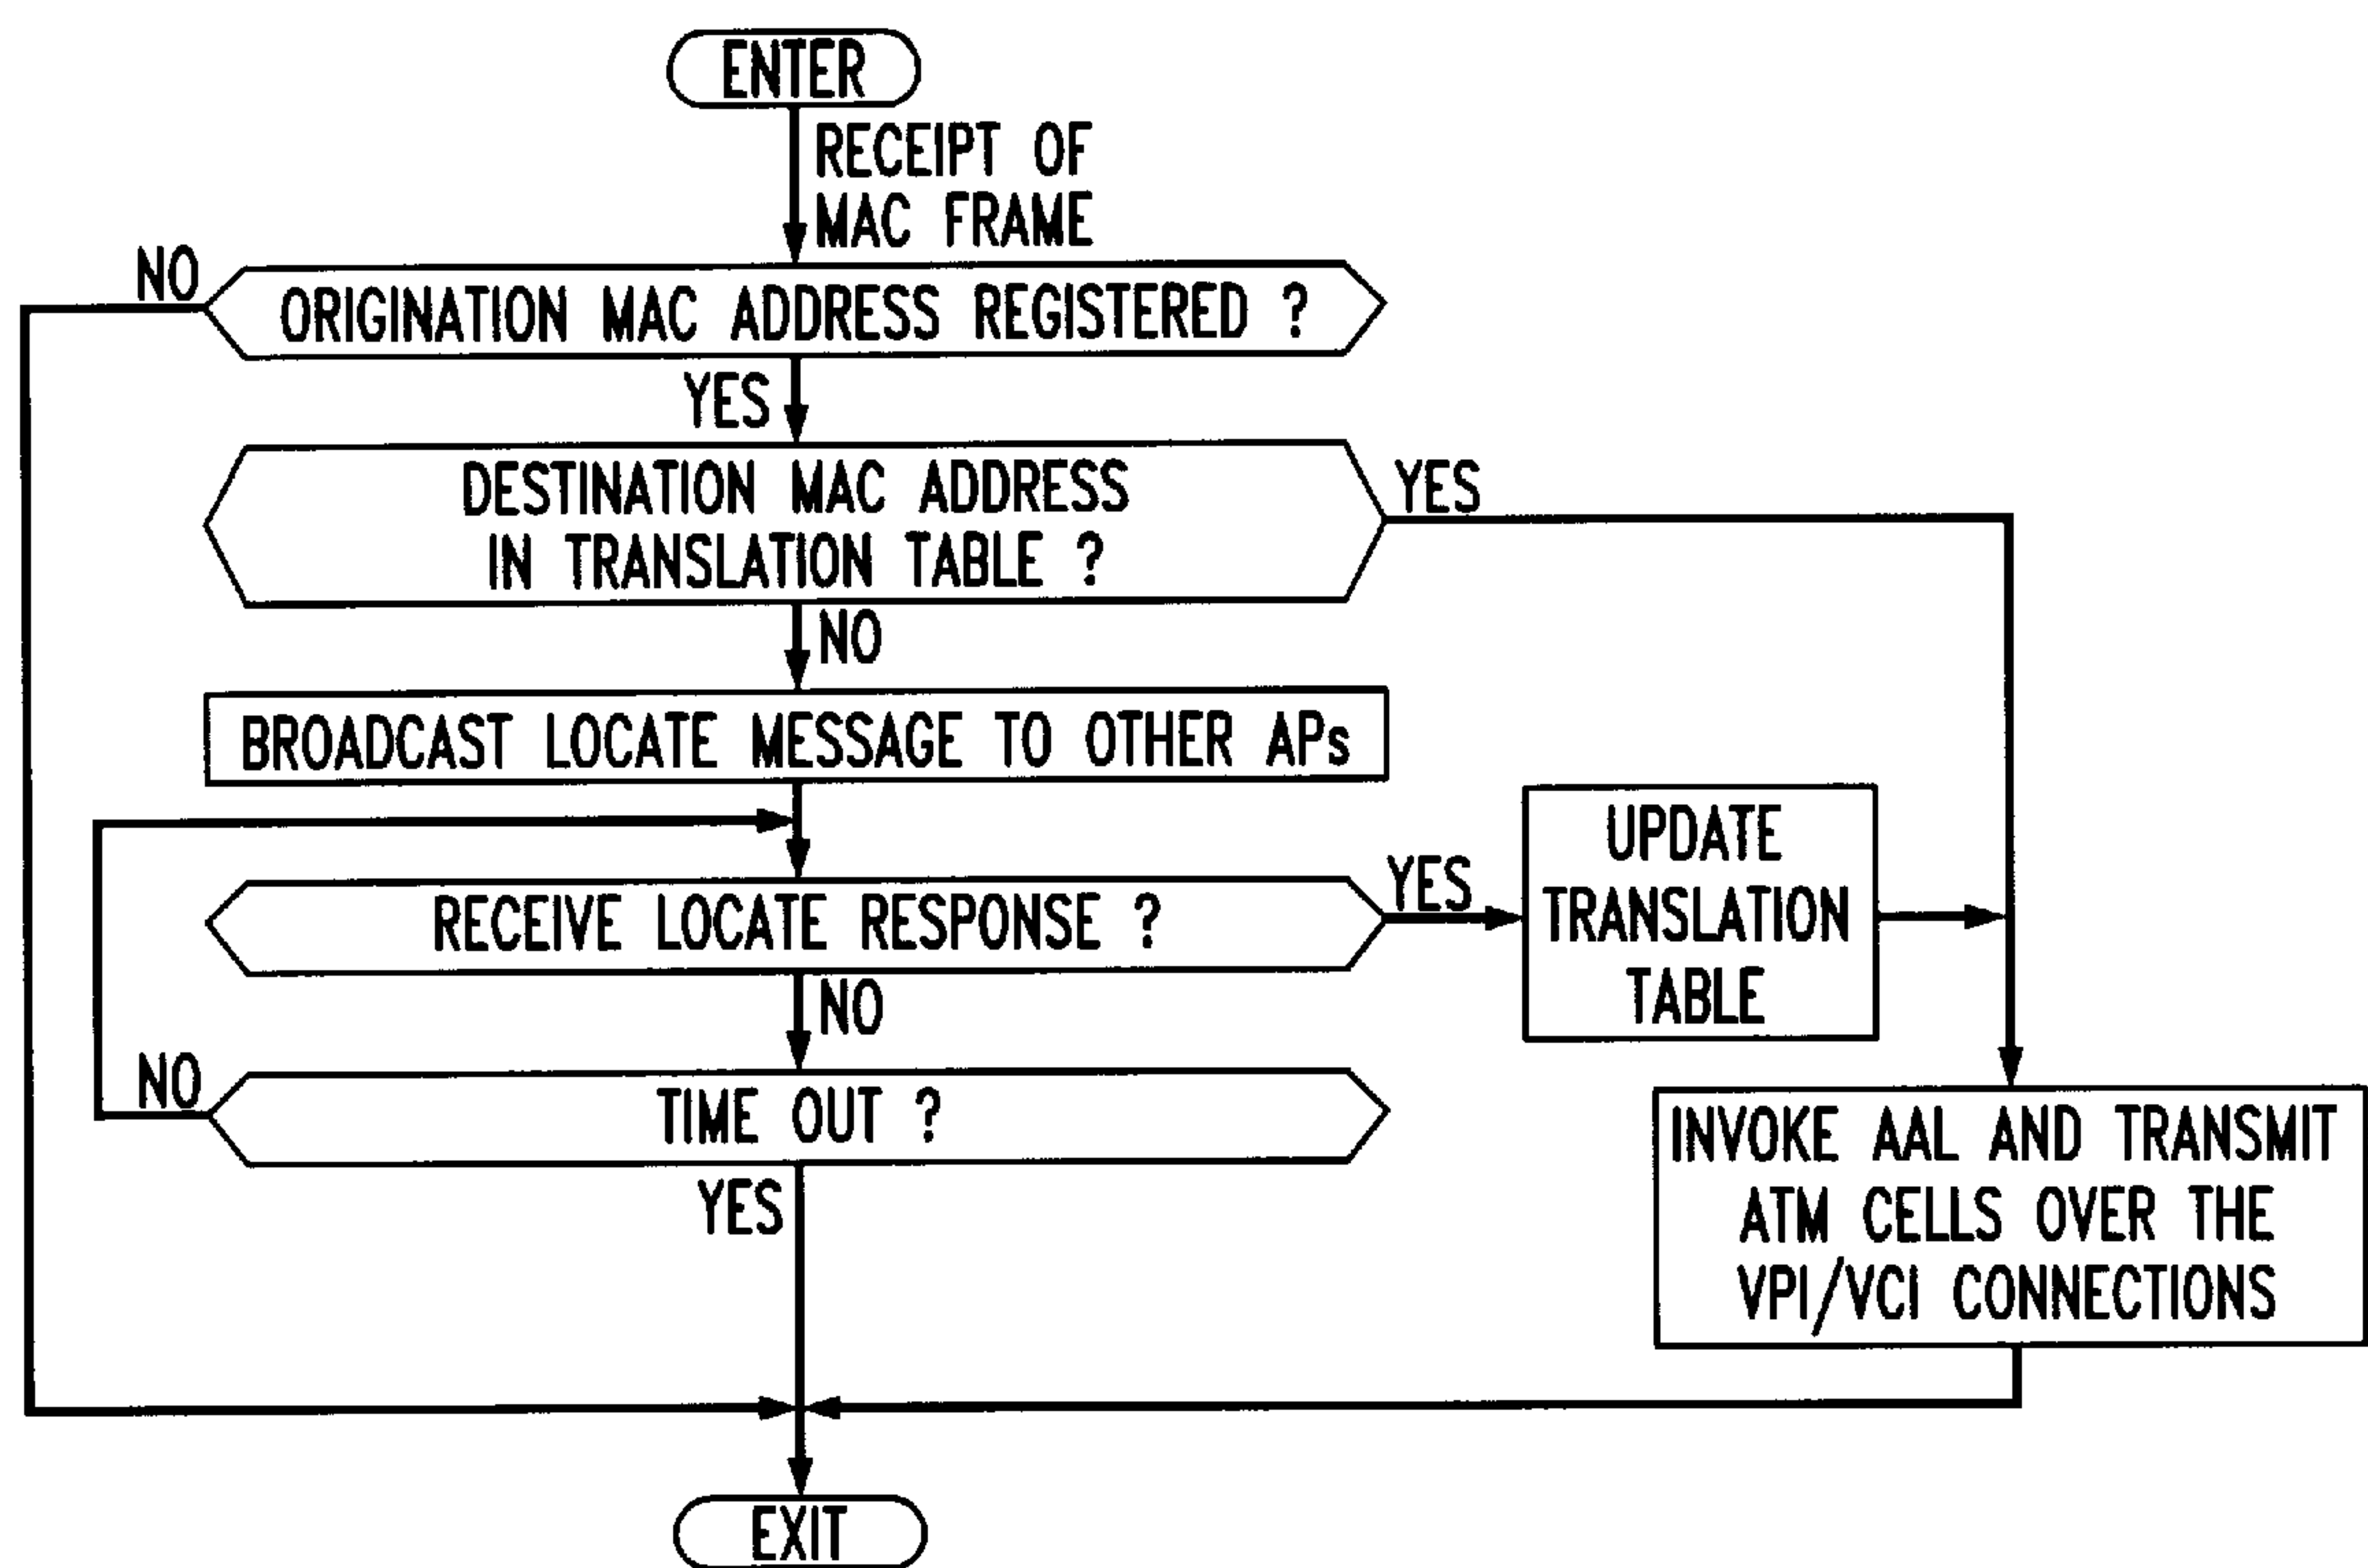 ENTER
RECEIPT OF
MAC FRAME
NO
ORIGINATION MAC ADDRESS REGISTERED ?
YES
DESTINATION MAC ADDRESS
IN TRANSLATION TABLE ?
YES
NO
BROADCAST LOCATE MESSAGE TO OTHER APs
RECEIVE LOCATE RESPONSE ?
YES
UPDATE
TRANSLATION
TABLE
NO
NO
TIME OUT ?
YES
INVOKE AAL AND TRANSMIT
ATM CELLS OVER THE
VPI/VCI CONNECTIONS
EXIT